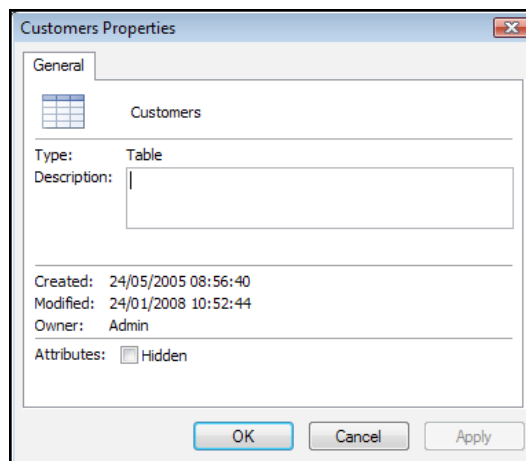 Customers Properties
General
Customers
Type: Table
Description:
Created: 24/05/2005 08:56:40
Modified: 24/01/2008 10:52:44
Owner: Admin
Attributes: Hidden
OK Cancel Apply